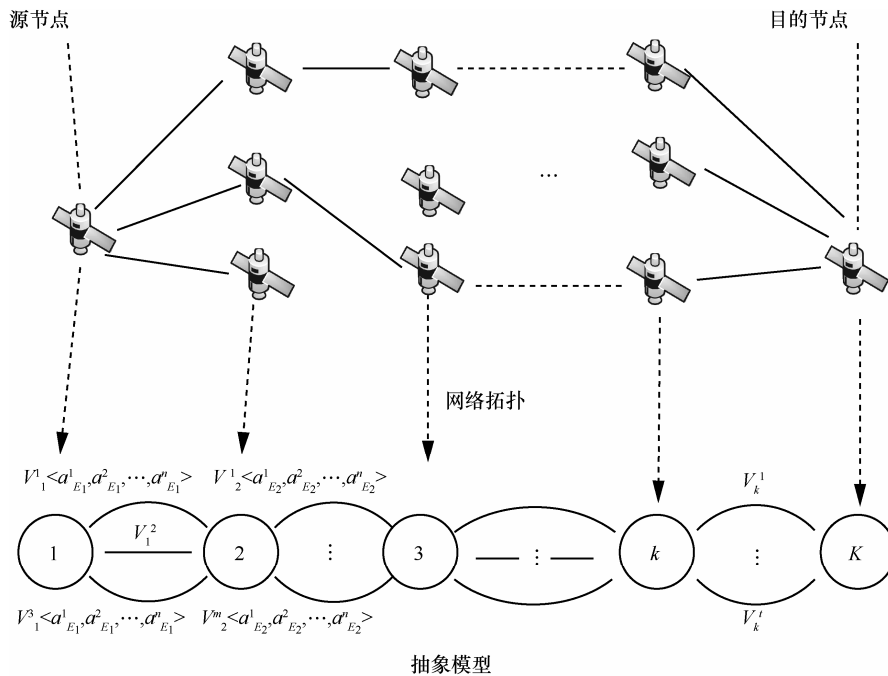 源节点 目的节点
…
网络拓扑
V¹₁<a¹_E₁,a²_E₁,⋯,aⁿ_E₁> V¹₂<a¹_E₂,a²_E₂,⋯,aⁿ_E₂> V_k¹
V₁²
1 2 ⋮ 3 ⋮ k ⋮ K
V³₁<a¹_E₁,a²_E₁,⋯,aⁿ_E₁> Vᵐ₂<a¹_E₂,a²_E₂,⋯,aⁿ_E₂> V_kᵗ
抽象模型